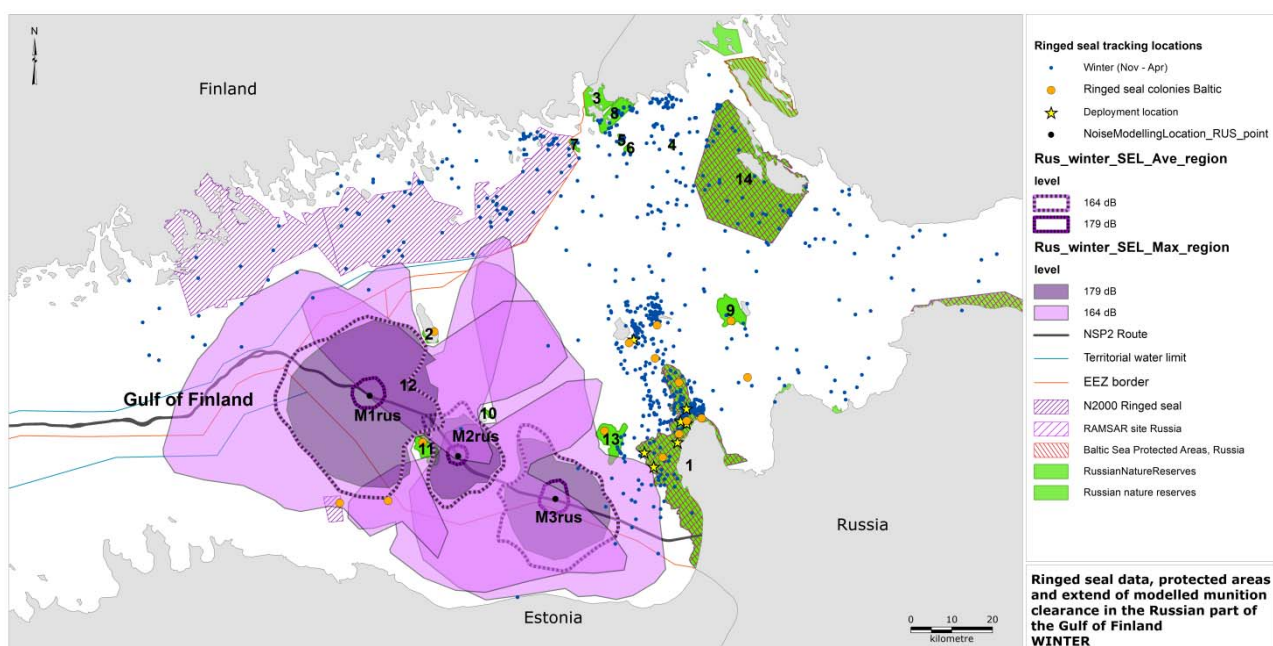 N
Finland
3
8
7
5
6
4
14
2
9
12
Gulf of Finland
M1rus
10
M2rus
11
13
1
M3rus
Russia
Estonia
0 10 20
kilometre
Ringed seal tracking locations
Winter (Nov - Apr)
Ringed seal colonies Baltic
Deployment location
NoiseModellingLocation_RUS_point
Rus_winter_SEL_Ave_region
level
164 dB
179 dB
Rus_winter_SEL_Max_region
level
179 dB
164 dB
NSP2 Route
Territorial water limit
EEZ border
N2000 Ringed seal
RAMSAR site Russia
Baltic Sea Protected Areas, Russia
RussianNatureReserves
Russian nature reserves
Ringed seal data, protected areas
and extend of modelled munition
clearance in the Russian part of
the Gulf of Finland
WINTER